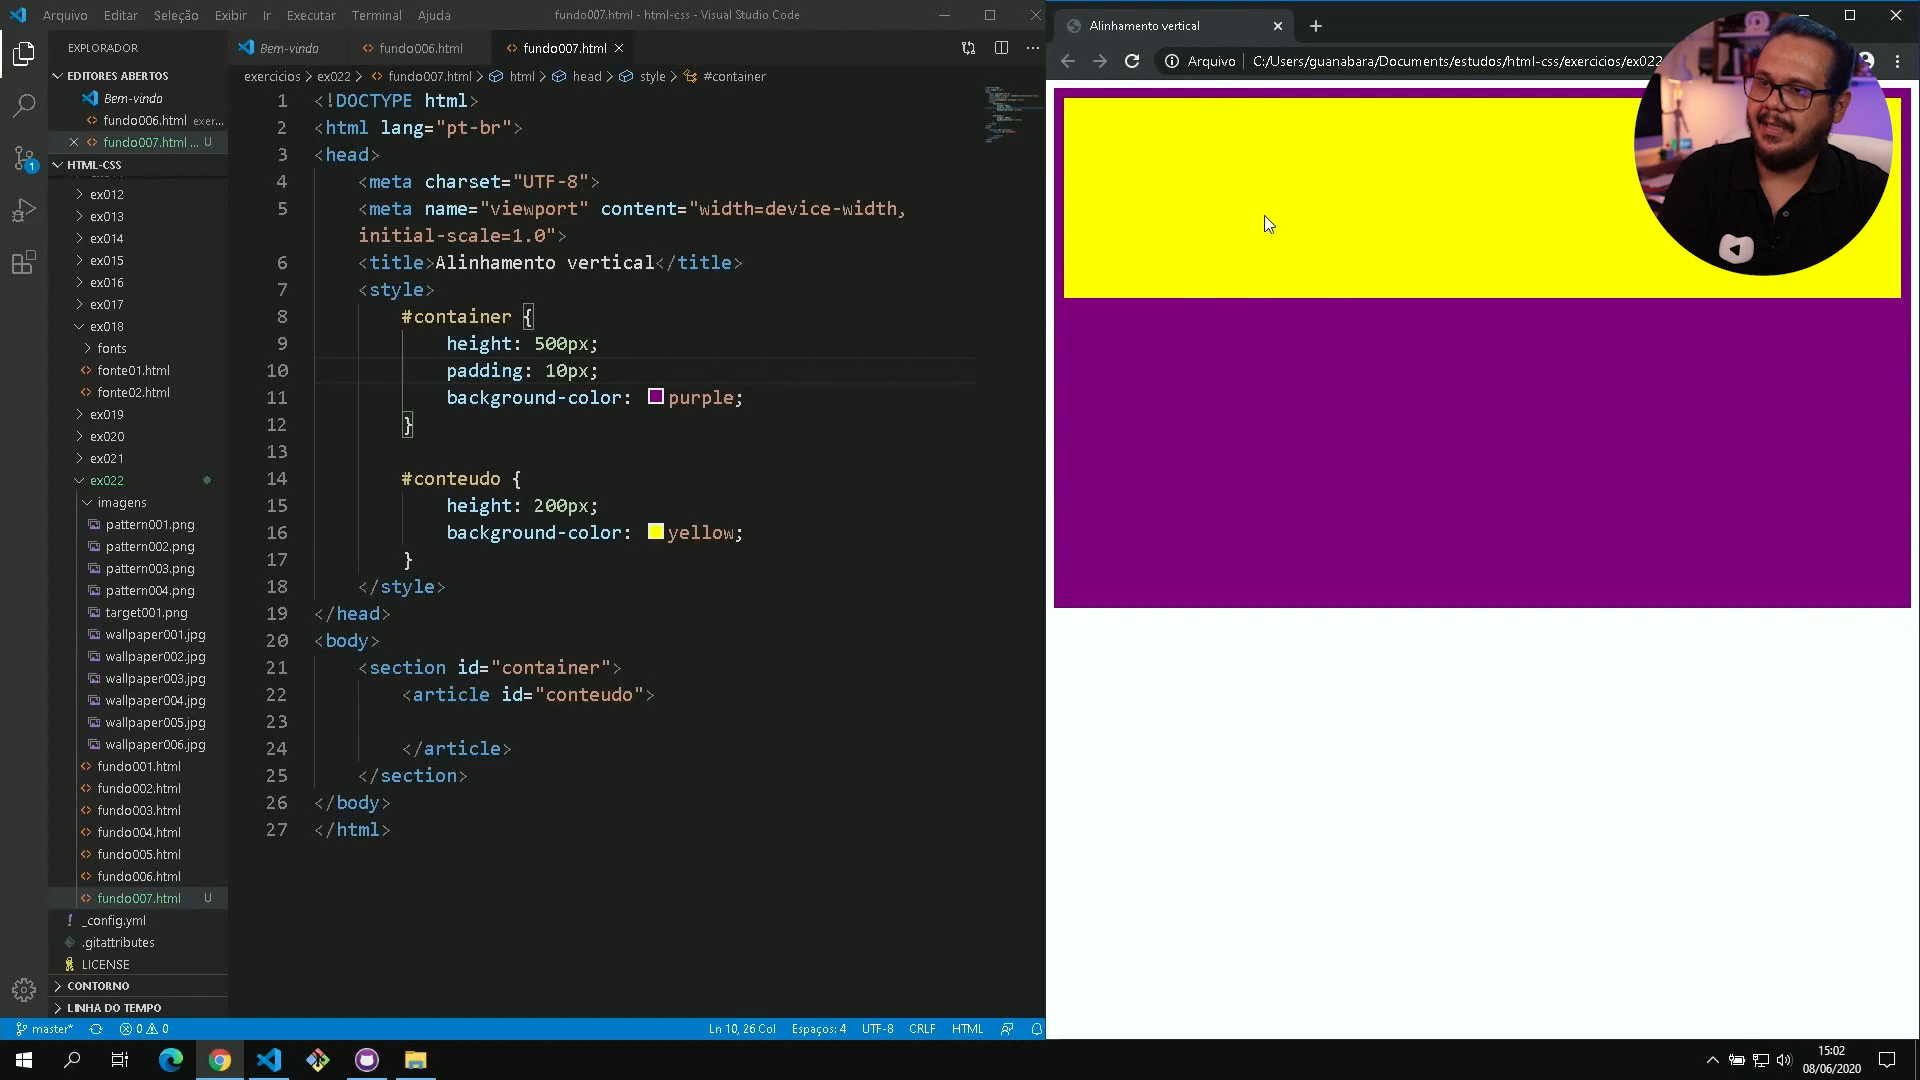 Arquivo Editar Seleção Exibir Ir Executar Terminal Ajuda fundo007.html - html-css - Visual Studio Code
Alinhamento vertical
EXPLORADOR
Bem-vindo
fundo006.html
fundo007.html
EDITORES ABERTOS
Bem-vindo
fundo006.html exer...
fundo007.html ... U
exercicios > ex022 > fundo007.html > html > head > style > #container
Arquivo C:/Users/guanabara/Documents/estudos/html-css/exercicios/ex022
HTML-CSS
ex012
ex013
ex014
ex015
ex016
ex017
ex018
fonts
fonte01.html
fonte02.html
ex019
ex020
ex021
ex022
imagens
pattern001.png
pattern002.png
pattern003.png
pattern004.png
target001.png
wallpaper001.jpg
wallpaper002.jpg
wallpaper003.jpg
wallpaper004.jpg
wallpaper005.jpg
wallpaper006.jpg
fundo001.html
fundo002.html
fundo003.html
fundo004.html
fundo005.html
fundo006.html
fundo007.html U
_config.yml
.gitattributes
LICENSE
CONTORNO
LINHA DO TEMPO
1
1 <!DOCTYPE html>
2 <html lang="pt-br">
3 <head>
4 <meta charset="UTF-8">
5 <meta name="viewport" content="width=device-width,
initial-scale=1.0">
6 <title>Alinhamento vertical</title>
7 <style>
8 #container {
9 height: 500px;
10 padding: 10px;
11 background-color: purple;
12 }
13
14 #conteudo {
15 height: 200px;
16 background-color: yellow;
17 }
18 </style>
19 </head>
20 <body>
21 <section id="container">
22 <article id="conteudo">
23
24 </article>
25 </section>
26 </body>
27 </html>
master* 0 0 Ln 10, 26 Col Espaços: 4 UTF-8 CRLF HTML
15:02
08/06/2020